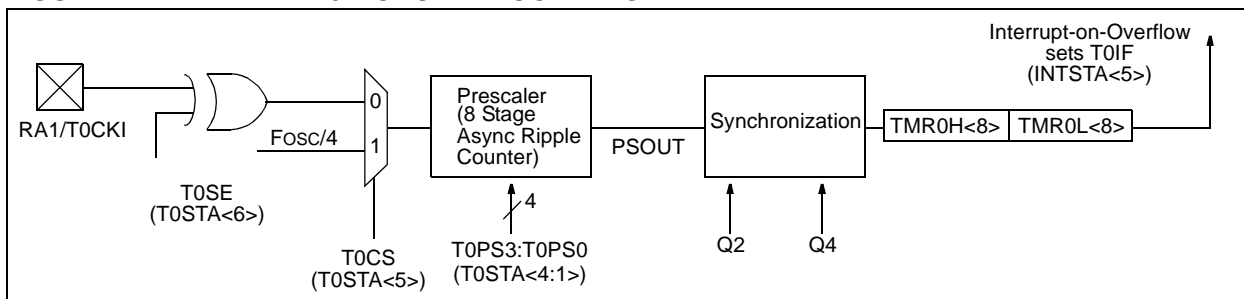 Interrupt-on-Overflow
sets T0IF
(INTSTA<5>)
RA1/T0CKI
0
1
FOSC/4
T0SE
(T0STA<6>)
T0CS
(T0STA<5>)
Prescaler
(8 Stage
Async Ripple
Counter)
4
T0PS3:T0PS0
(T0STA<4:1>)
PSOUT
Synchronization
Q2
Q4
TMR0H<8>
TMR0L<8>